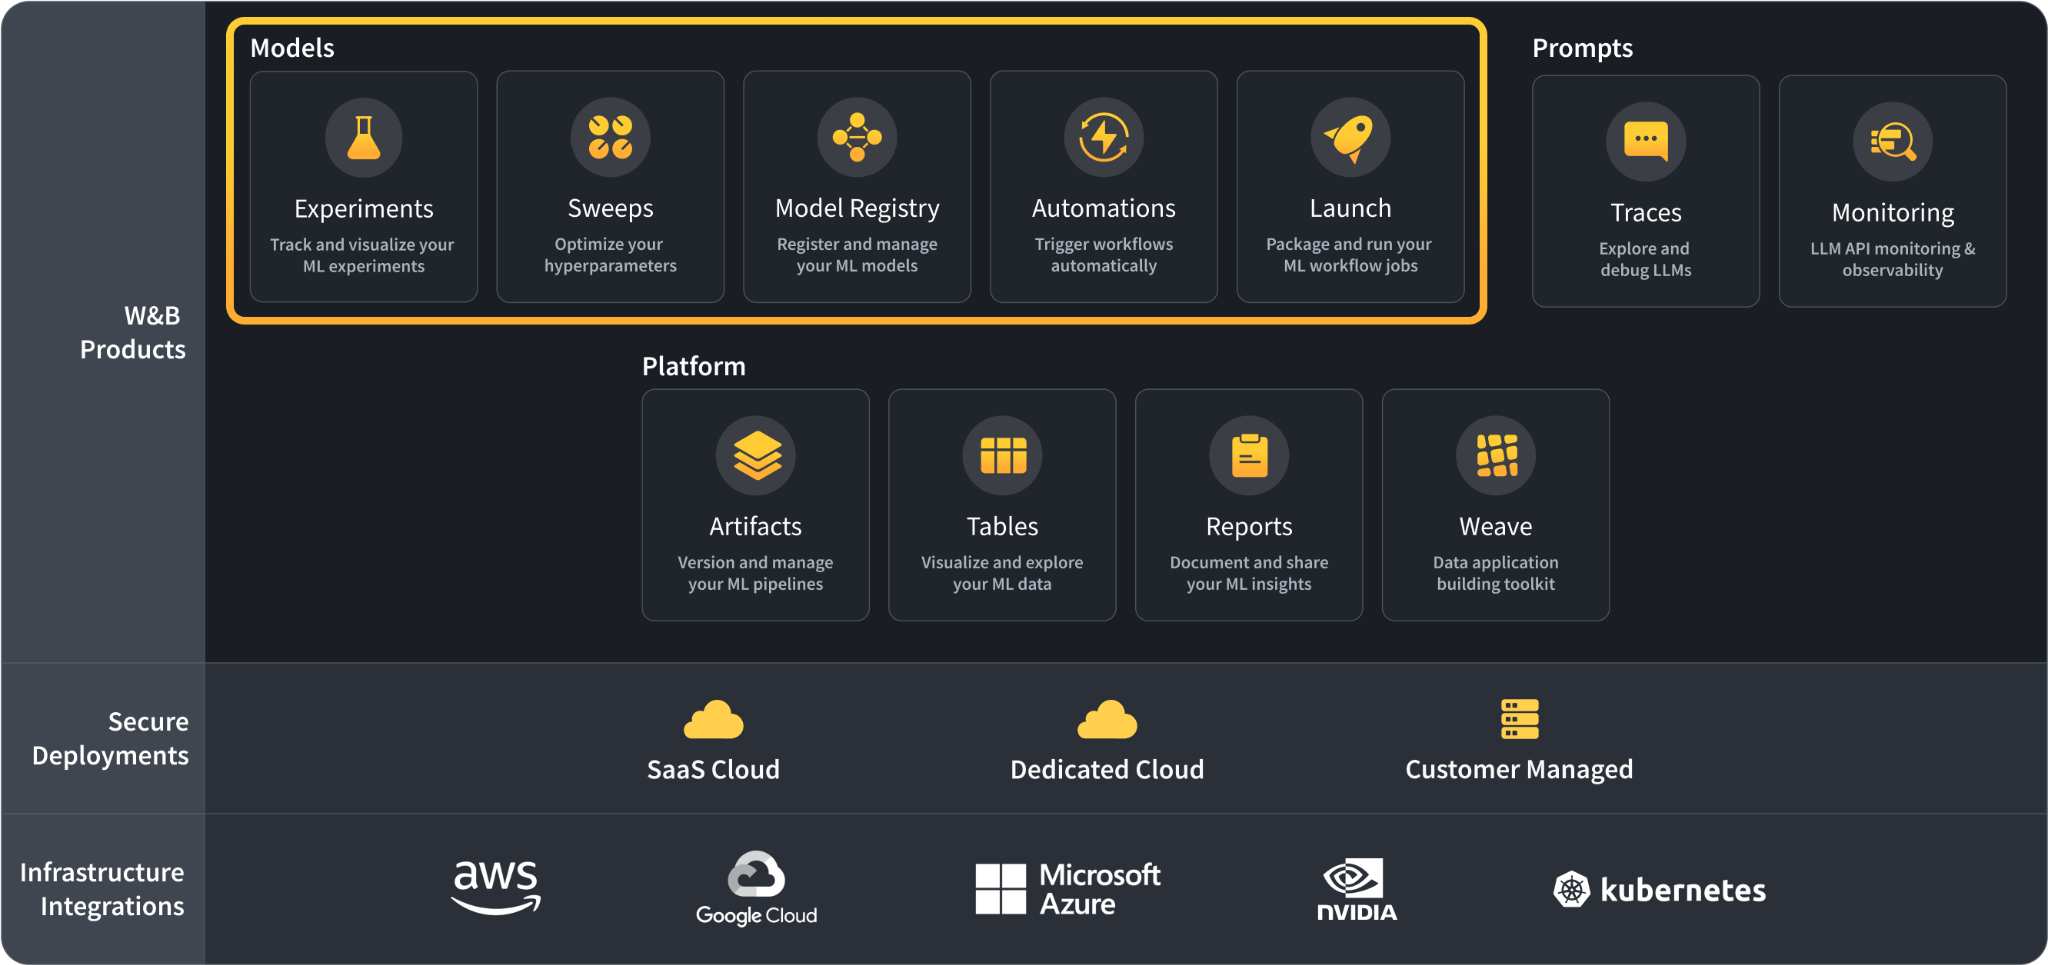 Models
Prompts
Experiments
Track and visualize your
ML experiments
Sweeps
Optimize your
hyperparameters
Model Registry
Register and manage
your ML models
Automations
Trigger workflows
automatically
Launch
Package and run your
ML workflow jobs
Traces
Explore and
debug LLMs
Monitoring
LLM API monitoring &
observability
W&B
Products
Platform
Artifacts
Version and manage
your ML pipelines
Tables
Visualize and explore
your ML data
Reports
Document and share
your ML insights
Weave
Data application
building toolkit
Secure
Deployments
SaaS Cloud
Dedicated Cloud
Customer Managed
Infrastructure
Integrations
aws
Google Cloud
Microsoft
Azure
NVIDIA
kubernetes